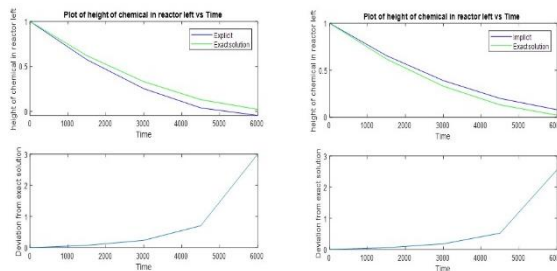 Plot of height of chemical in reactor left vs Time
height of chemical in reactor left
1
0.5
0
Explicit
Exact solution
0 1000 2000 3000 4000 5000 6000
Time
Deviation from exact solution
3
2
1
0
0 1000 2000 3000 4000 5000 6000
Time
Plot of height of chemical in reactor left vs Time
height of chemical in reactor left
1
0.5
0
Implicit
Exact solution
0 1000 2000 3000 4000 5000 6000
Time
Deviation from exact solution
3
2
1
0
0 1000 2000 3000 4000 5000 6000
Time